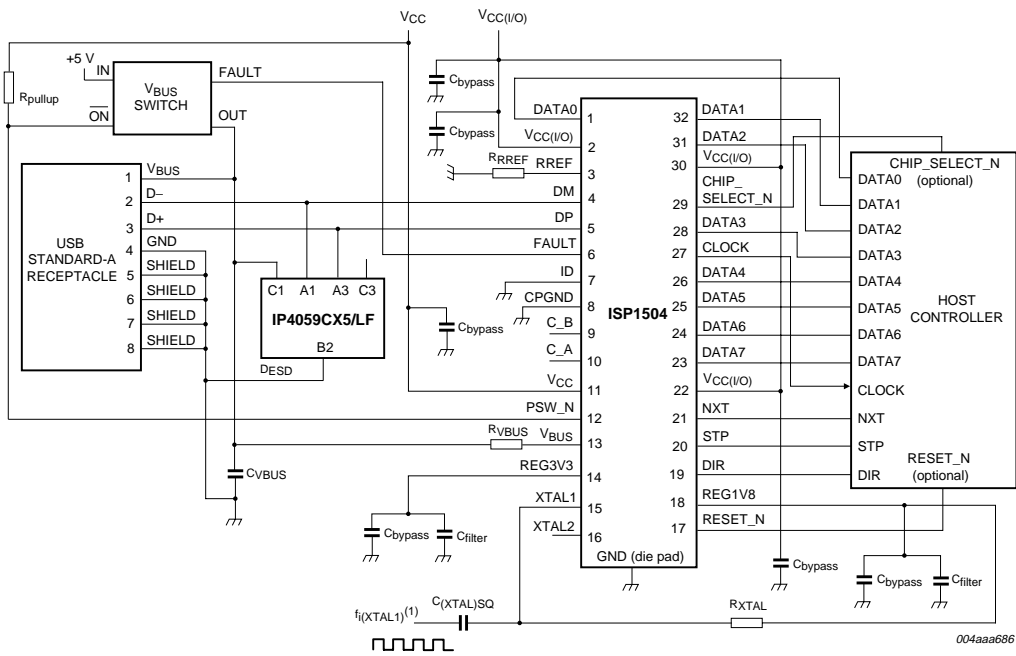 VCC
VCC(I/O)
+5 V
IN
FAULT
Rpullup
VBUS
SWITCH
ON
OUT
Cbypass
Cbypass
USB
STANDARD-A
RECEPTACLE
1 VBUS
2 D−
3 D+
4 GND
5 SHIELD
6 SHIELD
7 SHIELD
8 SHIELD
C1 A1 A3 C3
IP4059CX5/LF
B2
DESD
Cbypass
RRREF
RVBUS
CVBUS
ISP1504
DATA0 1
VCC(I/O) 2
RREF 3
DM 4
DP 5
FAULT 6
ID 7
CPGND 8
C_B 9
C_A 10
VCC 11
PSW_N 12
VBUS 13
REG3V3 14
XTAL1 15
XTAL2 16
GND (die pad)
32 DATA1
31 DATA2
30 VCC(I/O)
CHIP_
29 SELECT_N
28 DATA3
27 CLOCK
26 DATA4
25 DATA5
24 DATA6
23 DATA7
22 VCC(I/O)
21 NXT
20 STP
19 DIR
18 REG1V8
17 RESET_N
CHIP_SELECT_N
(optional)
DATA0
DATA1
DATA2
DATA3
DATA4
DATA5
DATA6
DATA7
CLOCK
NXT
STP
DIR
HOST
CONTROLLER
RESET_N
(optional)
Cbypass
Cfilter
Cbypass
Cbypass
Cfilter
fi(XTAL1)(1)
C(XTAL)SQ
RXTAL
004aaa686